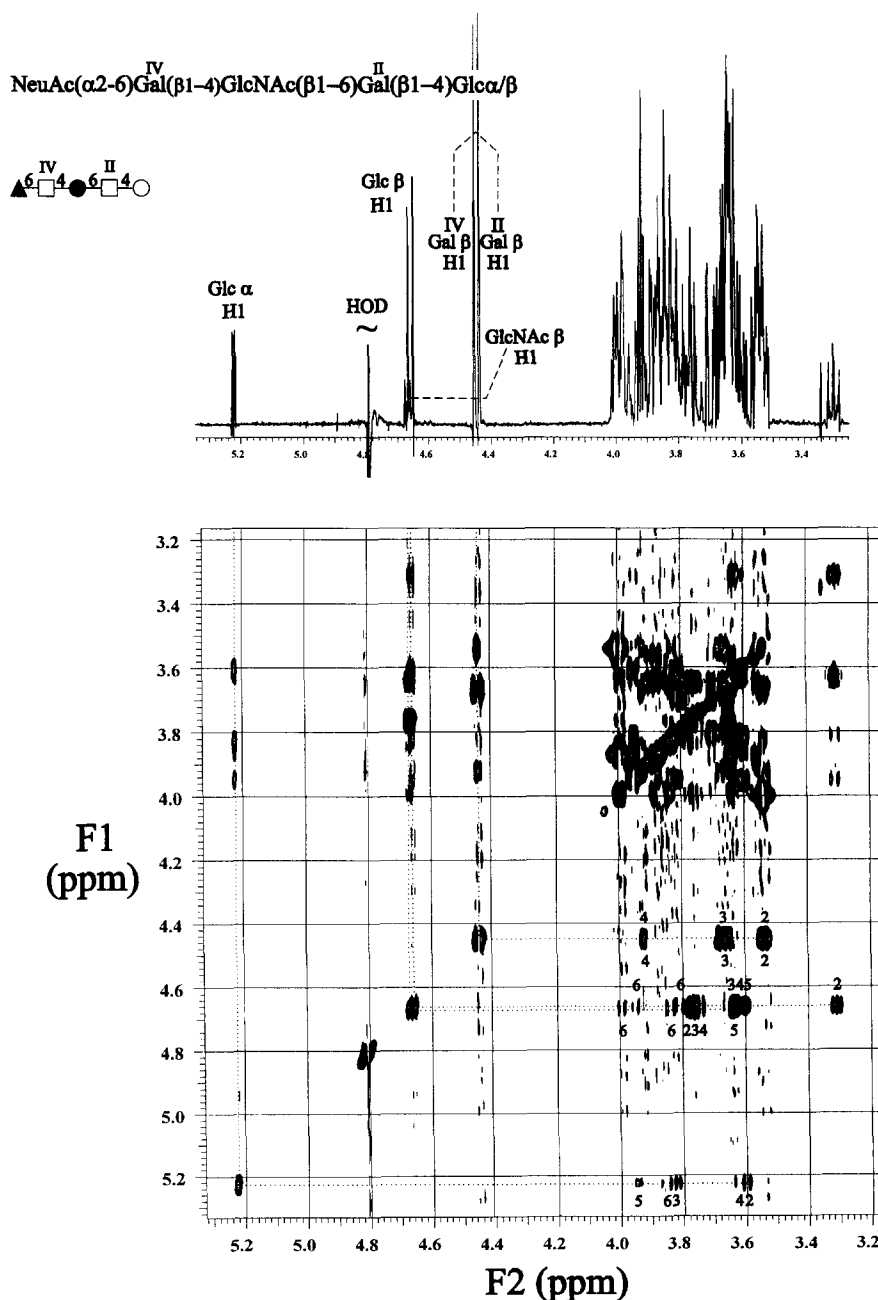 IV II
NeuAc(α2-6)Gal(β1–4)GlcNAc(β1–6)Gal(β1–4)Glcα/β
IV II
6 4 6 4
Glc β
H1
IV II
Gal β Gal β
H1 H1
Glc α
H1
HOD
~
GlcNAc β
H1
5.2 4.8 4.6 4.4 4.2 4.0 3.8 3.6 3.4
3.2
3.6
3.8
4.0
F1
(ppm)
4.2
4.4
4 3 2
4 3 2
4.6
6 6 345 2
6 6 234 5
4.8
5.0
5.2
5 63 42
5.2 5.0 4.8 4.6 4.4 4.2 4.0 3.8 3.6 3.4 3.2
F2 (ppm)